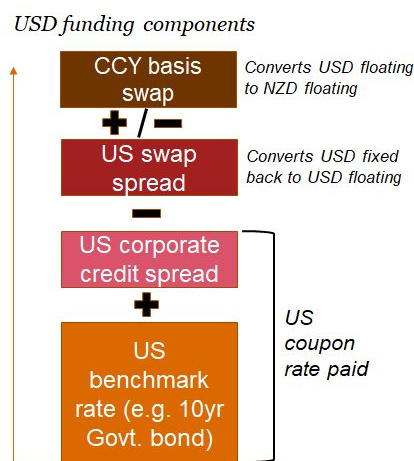 USD funding components
CCY basis
swap
Converts USD floating
to NZD floating
+ / −
US swap
spread
Converts USD fixed
back to USD floating
−
US corporate
credit spread
+
US
benchmark
rate (e.g. 10yr
Govt. bond)
US
coupon
rate paid